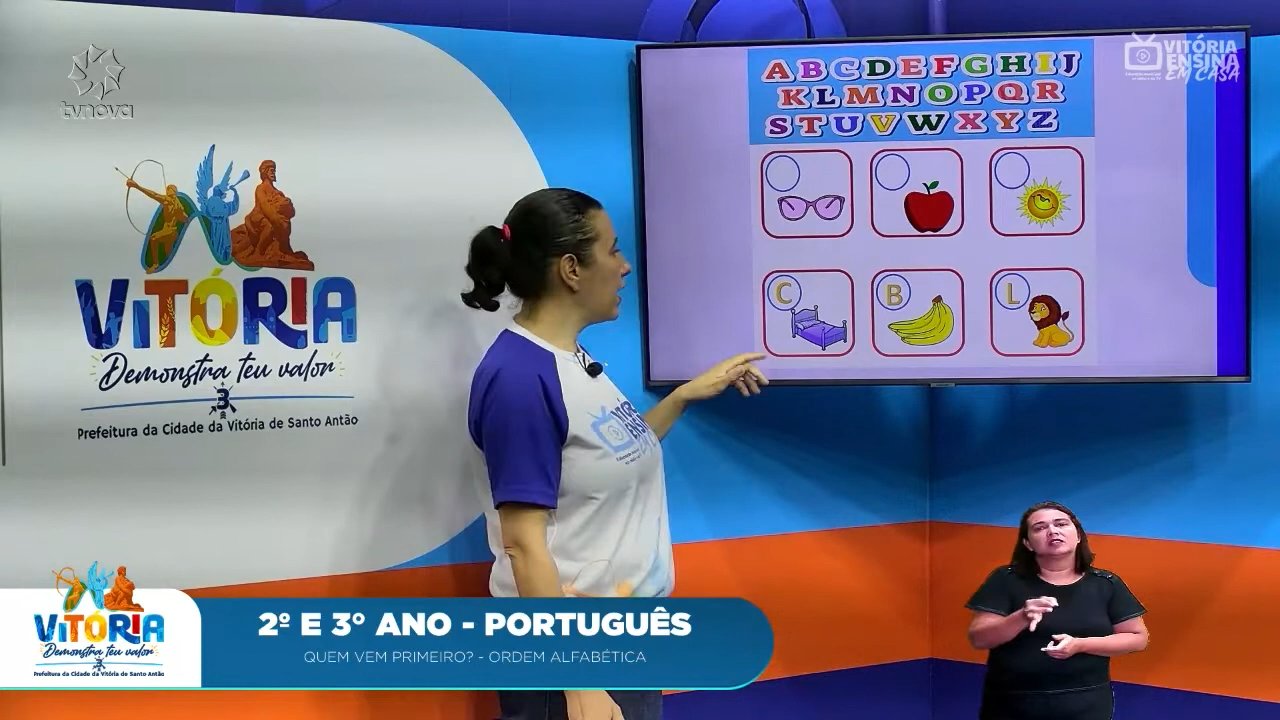 tvnova
VITÓRIA
Demonstra teu valor
3
Prefeitura da Cidade da Vitória de Santo Antão
ABCDEFGHIJ
KLMNOPQR
STUVWXYZ
VITÓRIA
ENSINA
EM CASA
C
B
L
2º E 3º ANO - PORTUGUÊS
QUEM VEM PRIMEIRO? - ORDEM ALFABÉTICA
VITÓRIA
Demonstra teu valor
3
Prefeitura da Cidade da Vitória de Santo Antão